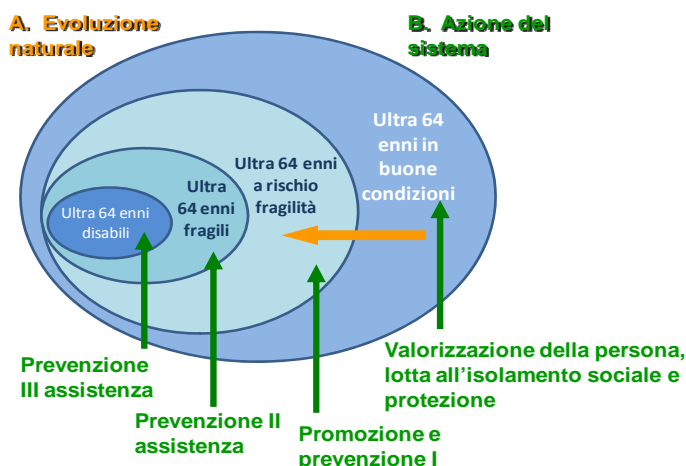 A. Evoluzione
naturale
B. Azione del
sistema
Ultra 64
enni in
buone
condizioni
Ultra 64 enni
a rischio
fragilità
Ultra
64 enni
fragili
Ultra 64 enni
disabili
Prevenzione
III assistenza
Prevenzione II
assistenza
Promozione e
prevenzione I
Valorizzazione della persona,
lotta all'isolamento sociale e
protezione